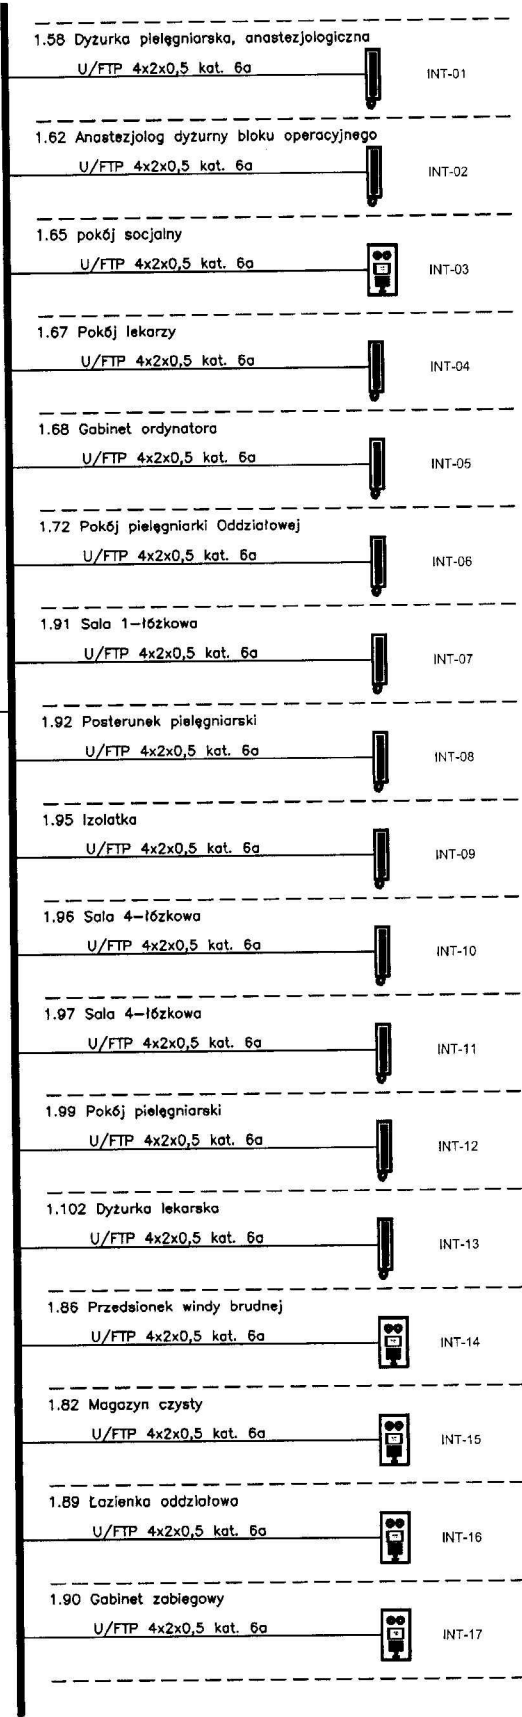 1.58 Dyżurka pielęgniarska, anastezjologiczna
U/FTP 4x2x0,5 kat. 6a
INT-01
1.62 Anastezjolog dyżurny bloku operacyjnego
U/FTP 4x2x0,5 kat. 6a
INT-02
1.65 pokój socjalny
U/FTP 4x2x0,5 kat. 6a
INT-03
1.67 Pokój lekarzy
U/FTP 4x2x0,5 kat. 6a
INT-04
1.68 Gabinet ordynatora
U/FTP 4x2x0,5 kat. 6a
INT-05
1.72 Pokój pielęgniarki Oddziałowej
U/FTP 4x2x0,5 kat. 6a
INT-06
1.91 Sala 1-łóżkowa
U/FTP 4x2x0,5 kat. 6a
INT-07
1.92 Posterunek pielęgniarski
U/FTP 4x2x0,5 kat. 6a
INT-08
1.95 Izolatka
U/FTP 4x2x0,5 kat. 6a
INT-09
1.96 Sala 4-łózkowa
U/FTP 4x2x0,5 kat. 6a
INT-10
1.97 Sala 4-łózkowa
U/FTP 4x2x0,5 kat. 6a
INT-11
1.99 Pokój pielęgniarski
U/FTP 4x2x0,5 kat. 6a
INT-12
1.102 Dyżurka lekarska
U/FTP 4x2x0,5 kat. 6a
INT-13
1.86 Przedsionek windy brudnej
U/FTP 4x2x0,5 kat. 6a
INT-14
1.82 Magazyn czysty
U/FTP 4x2x0,5 kat. 6a
INT-15
1.89 Łazienka oddziałowa
U/FTP 4x2x0,5 kat. 6a
INT-16
1.90 Gabinet zabiegowy
U/FTP 4x2x0,5 kat. 6a
INT-17